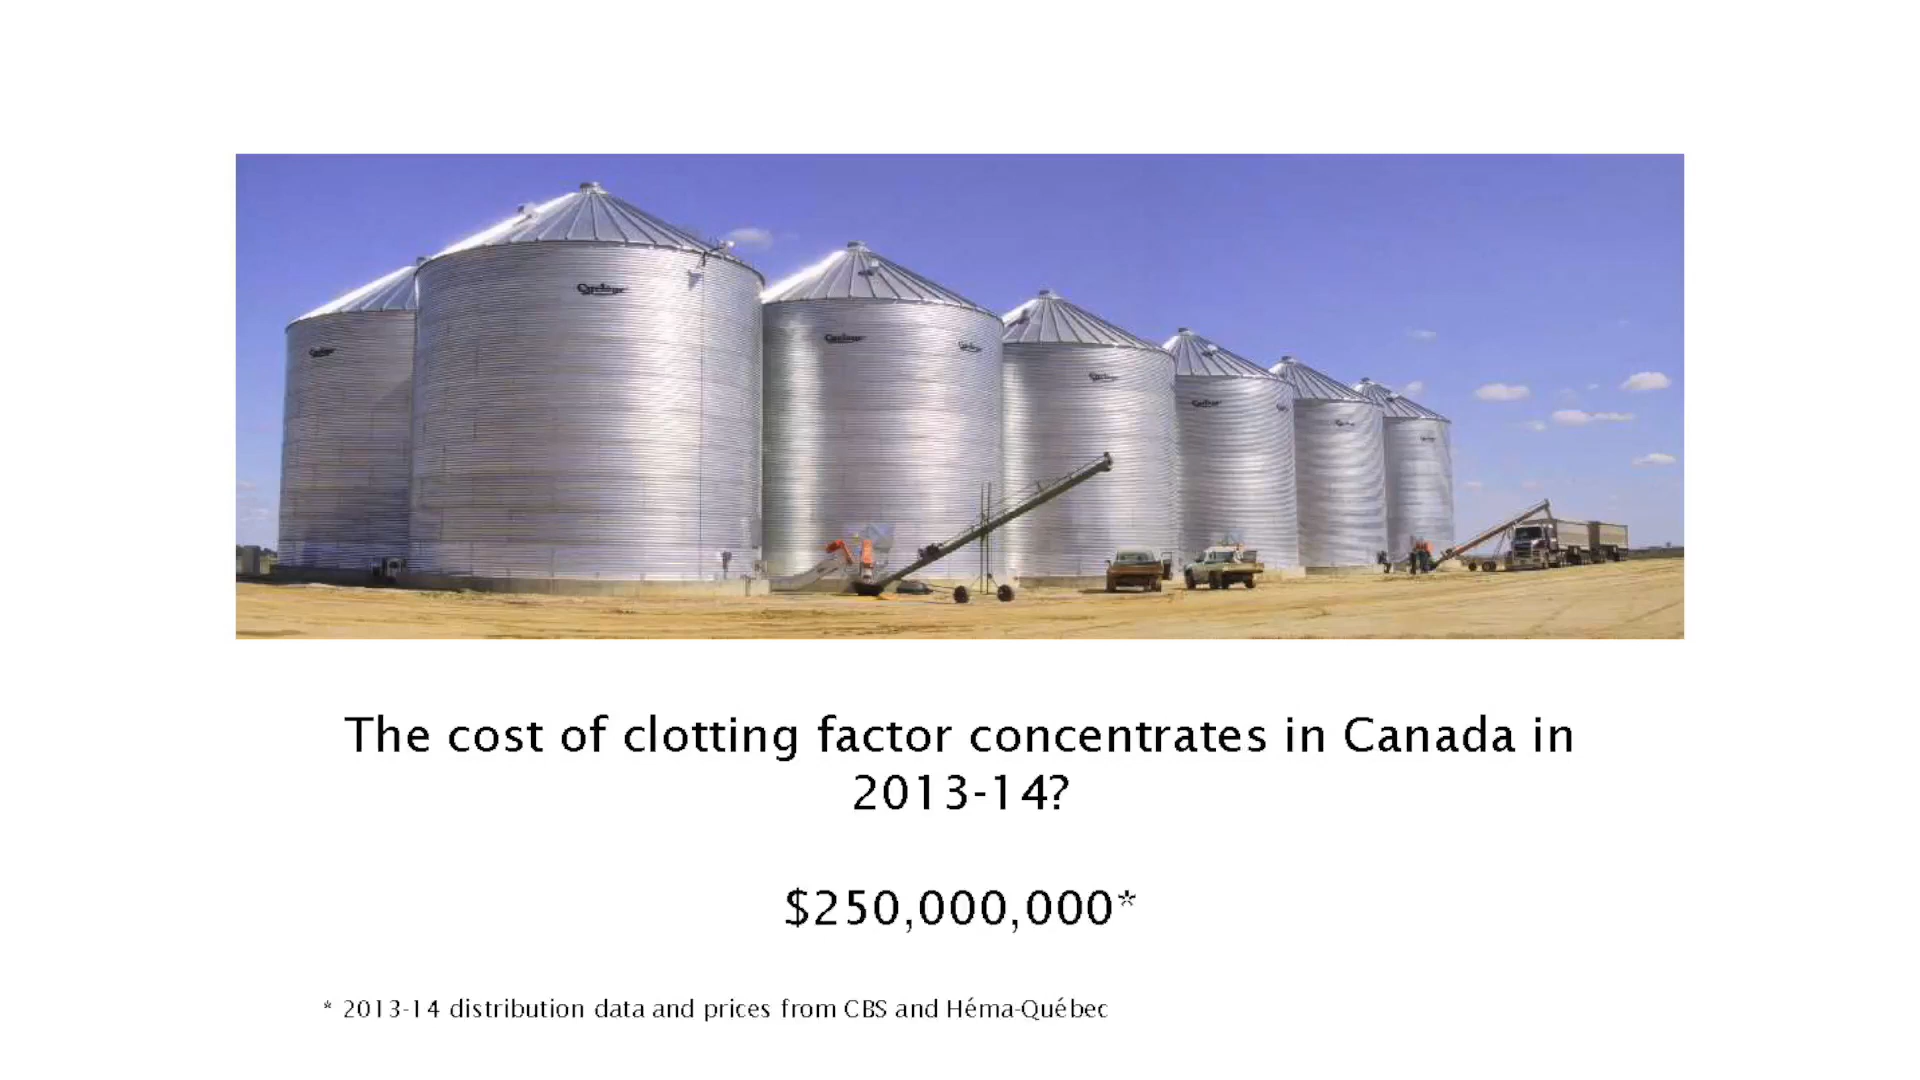 The cost of clotting factor concentrates in Canada in
2013-14?
$250,000,000*
* 2013-14 distribution data and prices from CBS and Héma-Québec